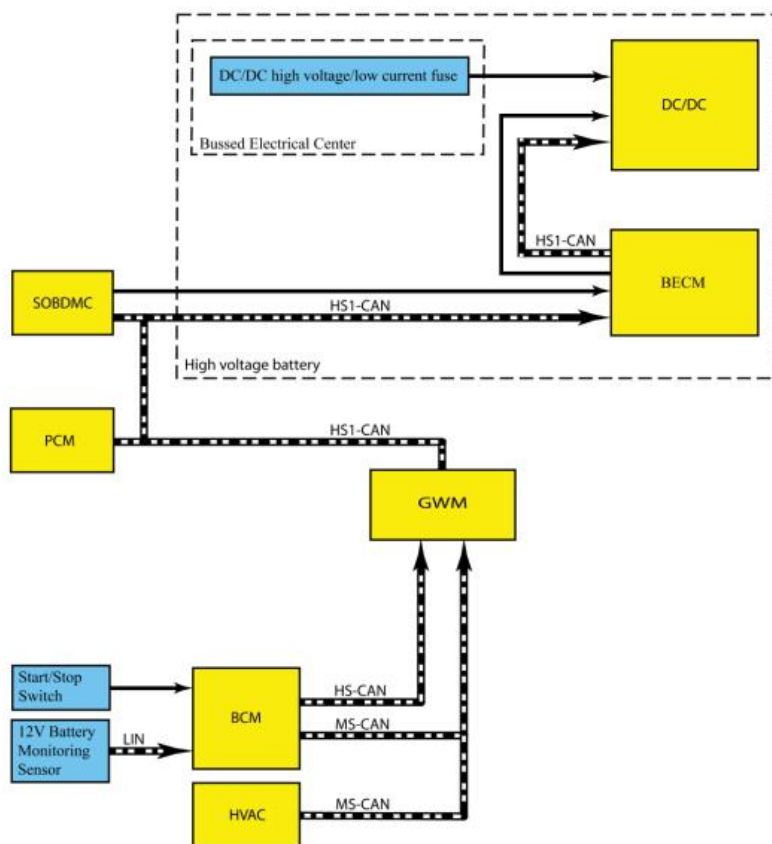 DC/DC high voltage/low current fuse
Bussed Electrical Center
DC/DC
HS1-CAN
BECM
SOBDMC
HS1-CAN
High voltage battery
PCM
HS1-CAN
GWM
Start/Stop
Switch
12V Battery
Monitoring
Sensor
LIN
BCM
HS-CAN
MS-CAN
HVAC
MS-CAN